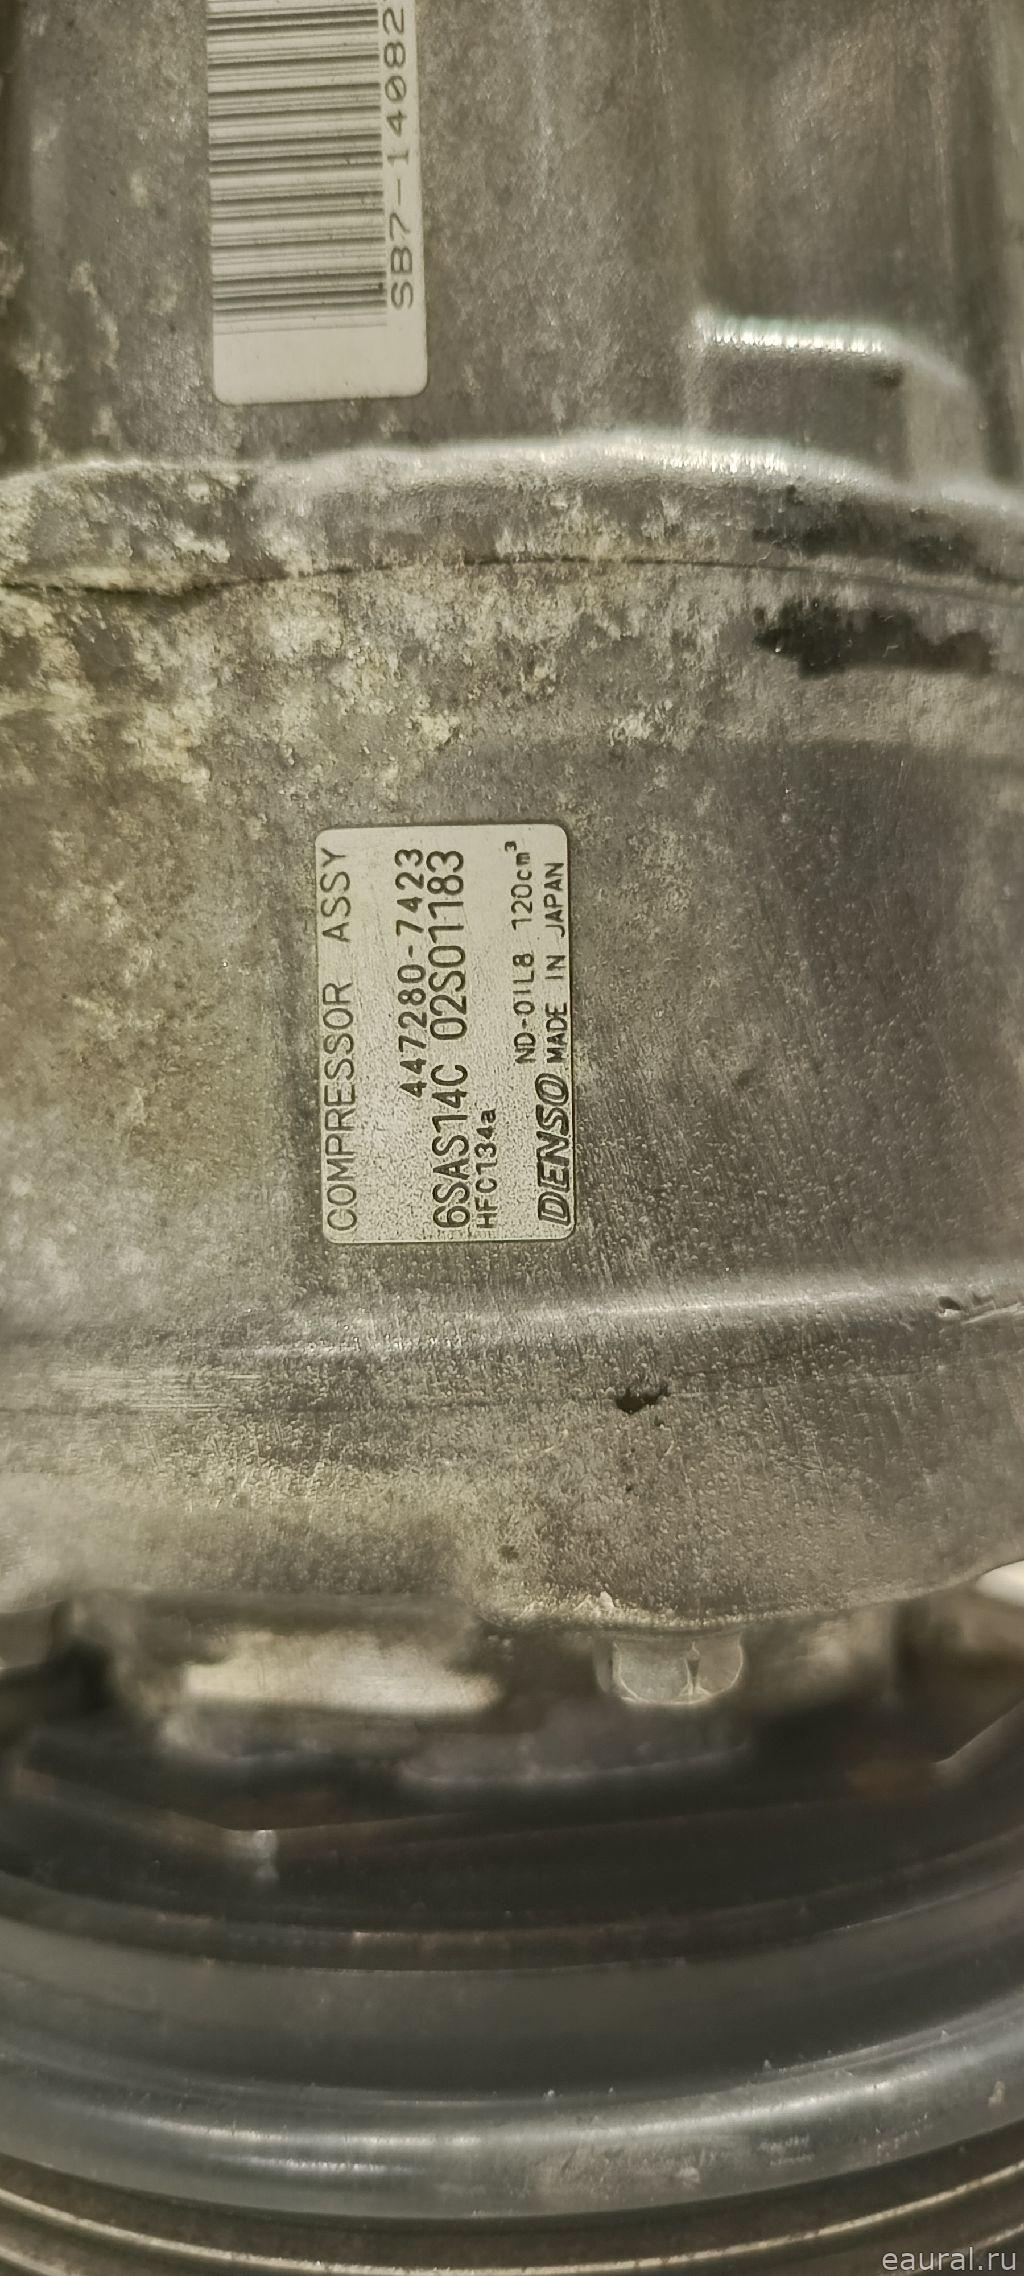 SB7-14082
COMPRESSOR ASSY
447280-7423
6SAS14C 02S01183
HFC134a
ND-OIL8 120cm³
DENSO MADE IN JAPAN
eaural.ru